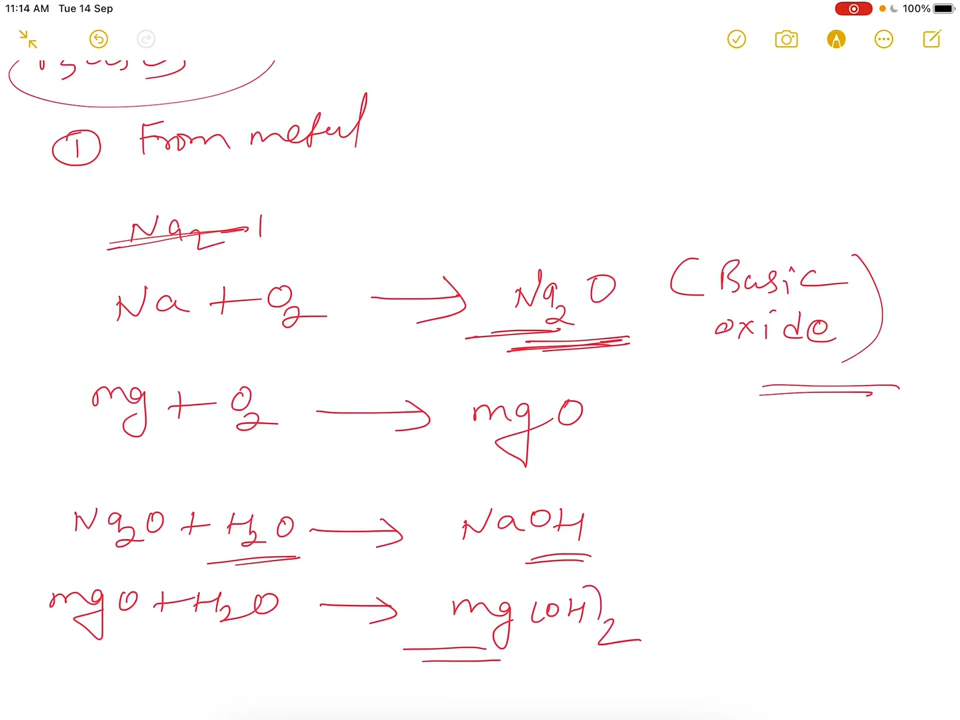 11:14 AM Tue 14 Sep 100%
1 From metal
Na2
Na + O2 → Na2O (Basic oxide)
mg + O2 → mgO
Na2O + H2O → NaOH
mgO + H2O → mg(OH)2